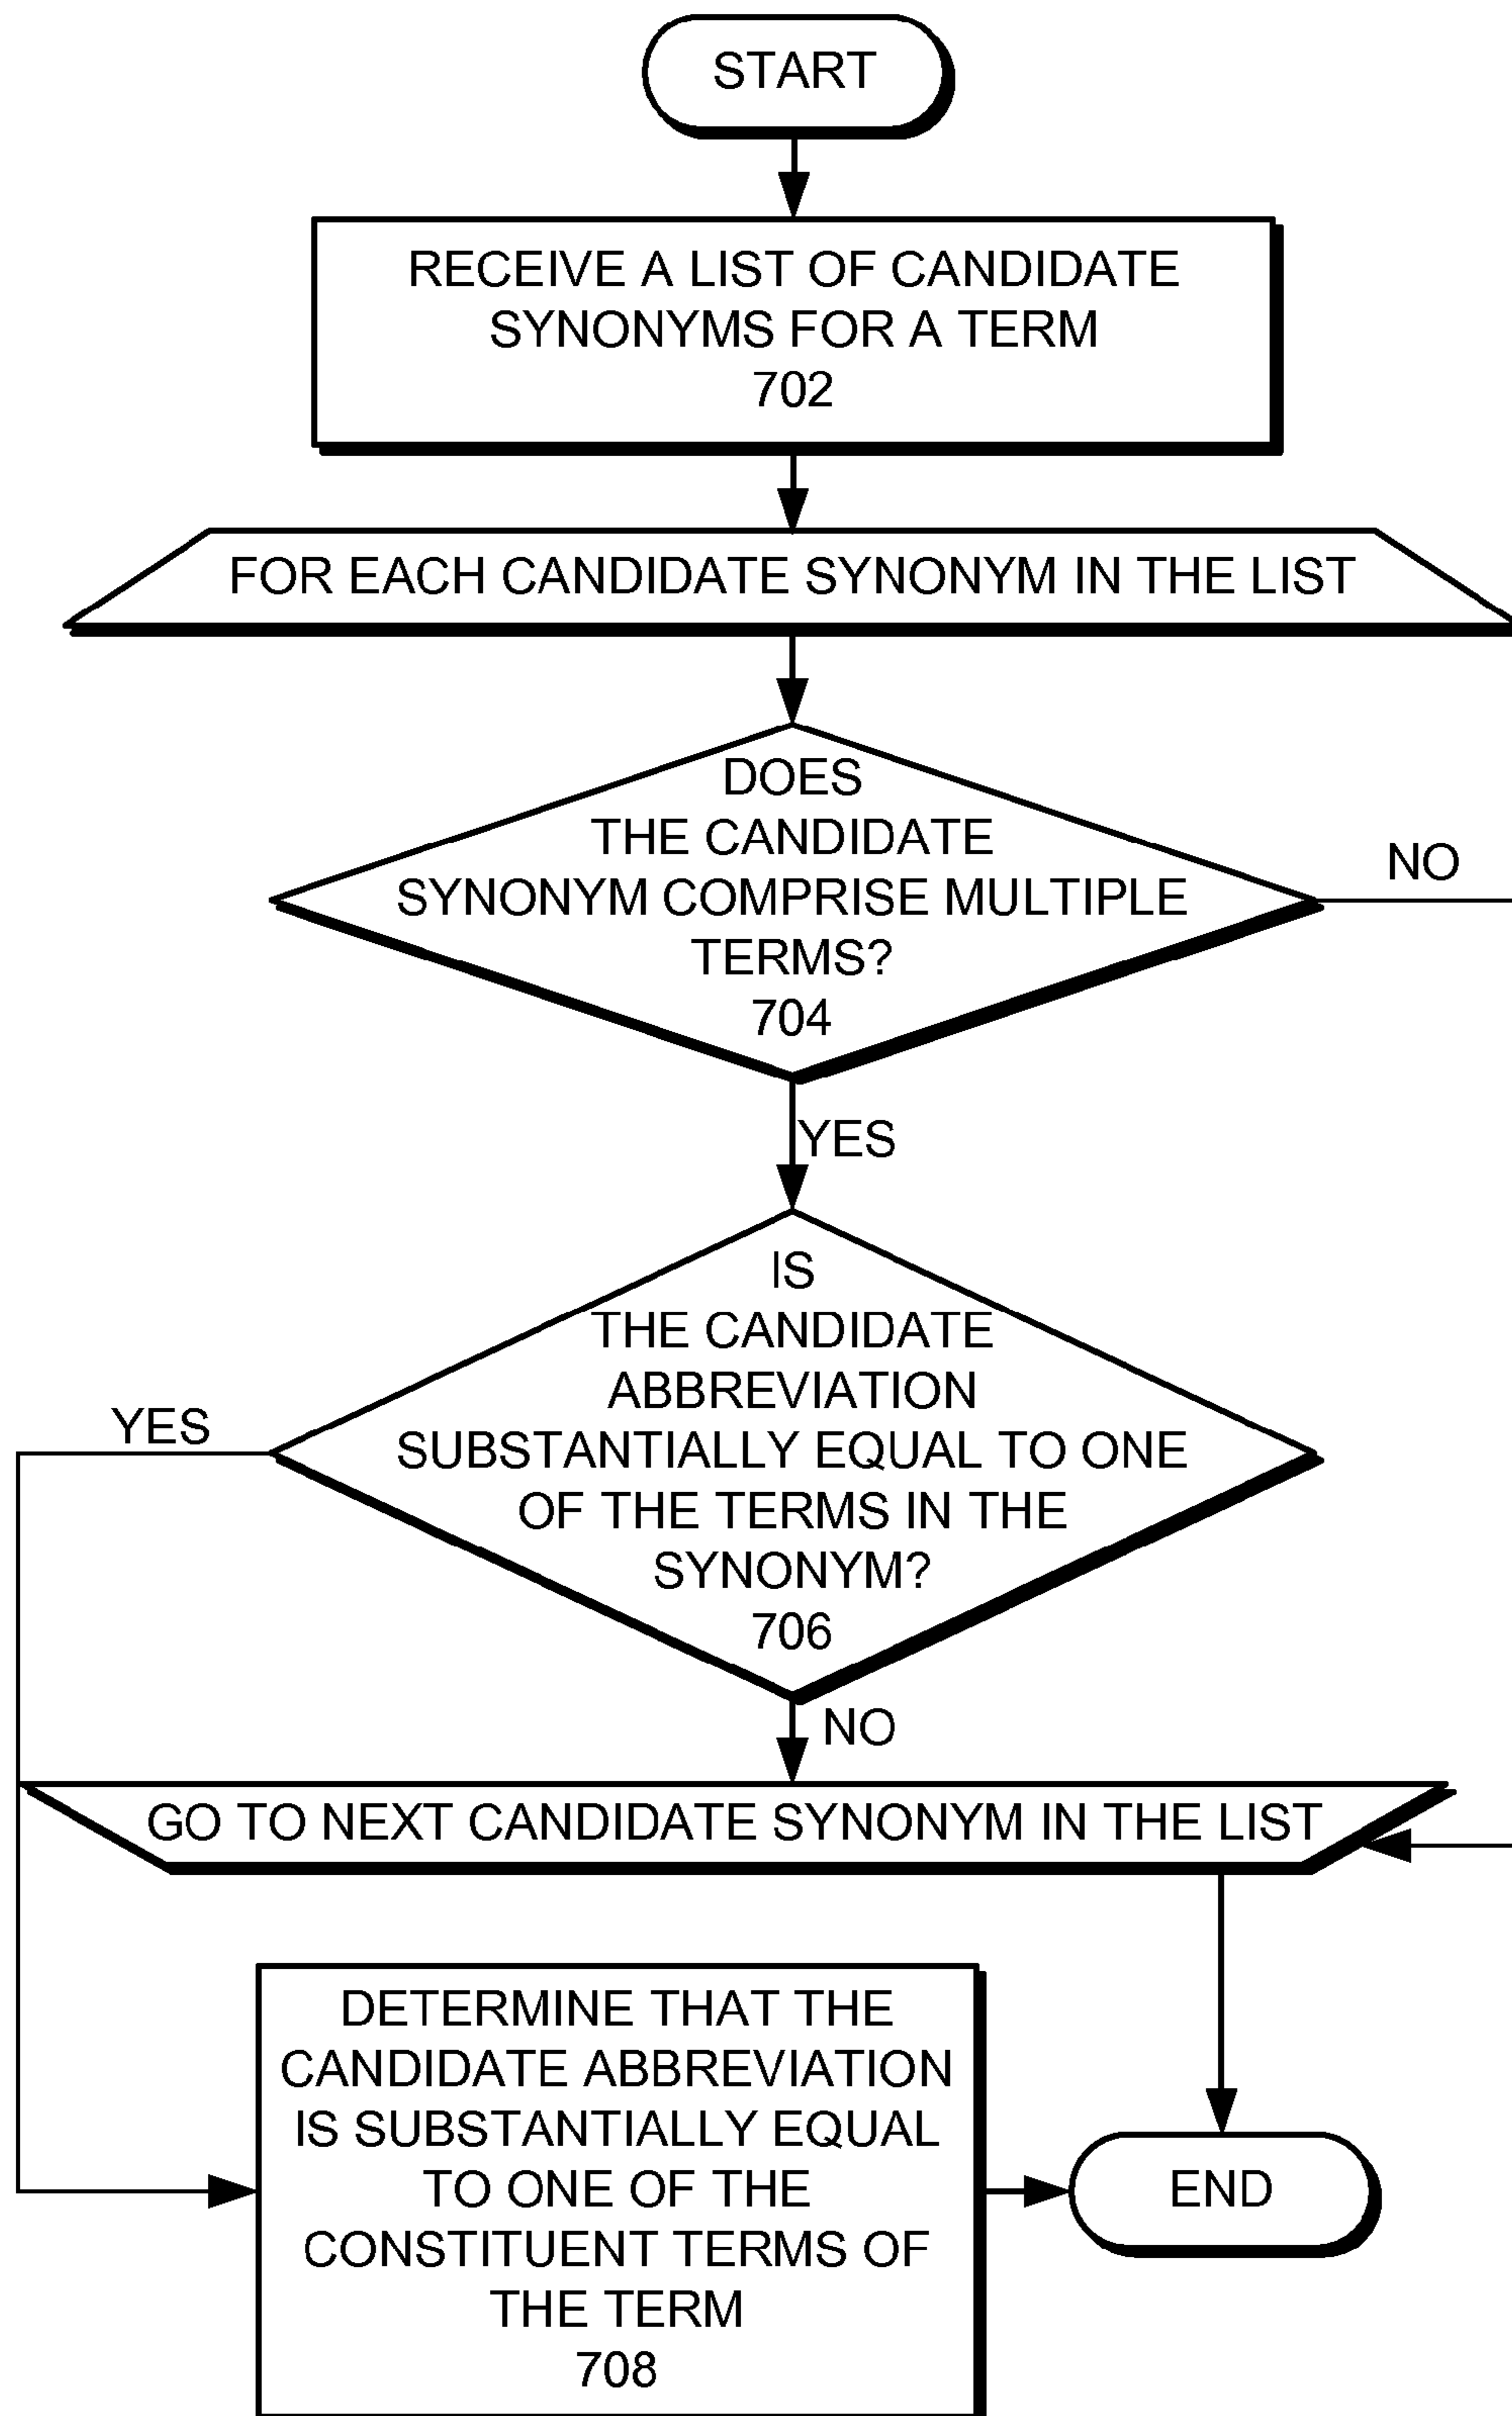 START
RECEIVE A LIST OF CANDIDATE
SYNONYMS FOR A TERM
702
FOR EACH CANDIDATE SYNONYM IN THE LIST
DOES
THE CANDIDATE
SYNONYM COMPRISE MULTIPLE
TERMS?
704
NO
YES
IS
THE CANDIDATE
ABBREVIATION
SUBSTANTIALLY EQUAL TO ONE
OF THE TERMS IN THE
SYNONYM?
706
YES
NO
GO TO NEXT CANDIDATE SYNONYM IN THE LIST
DETERMINE THAT THE
CANDIDATE ABBREVIATION
IS SUBSTANTIALLY EQUAL
TO ONE OF THE
CONSTITUENT TERMS OF
THE TERM
708
END